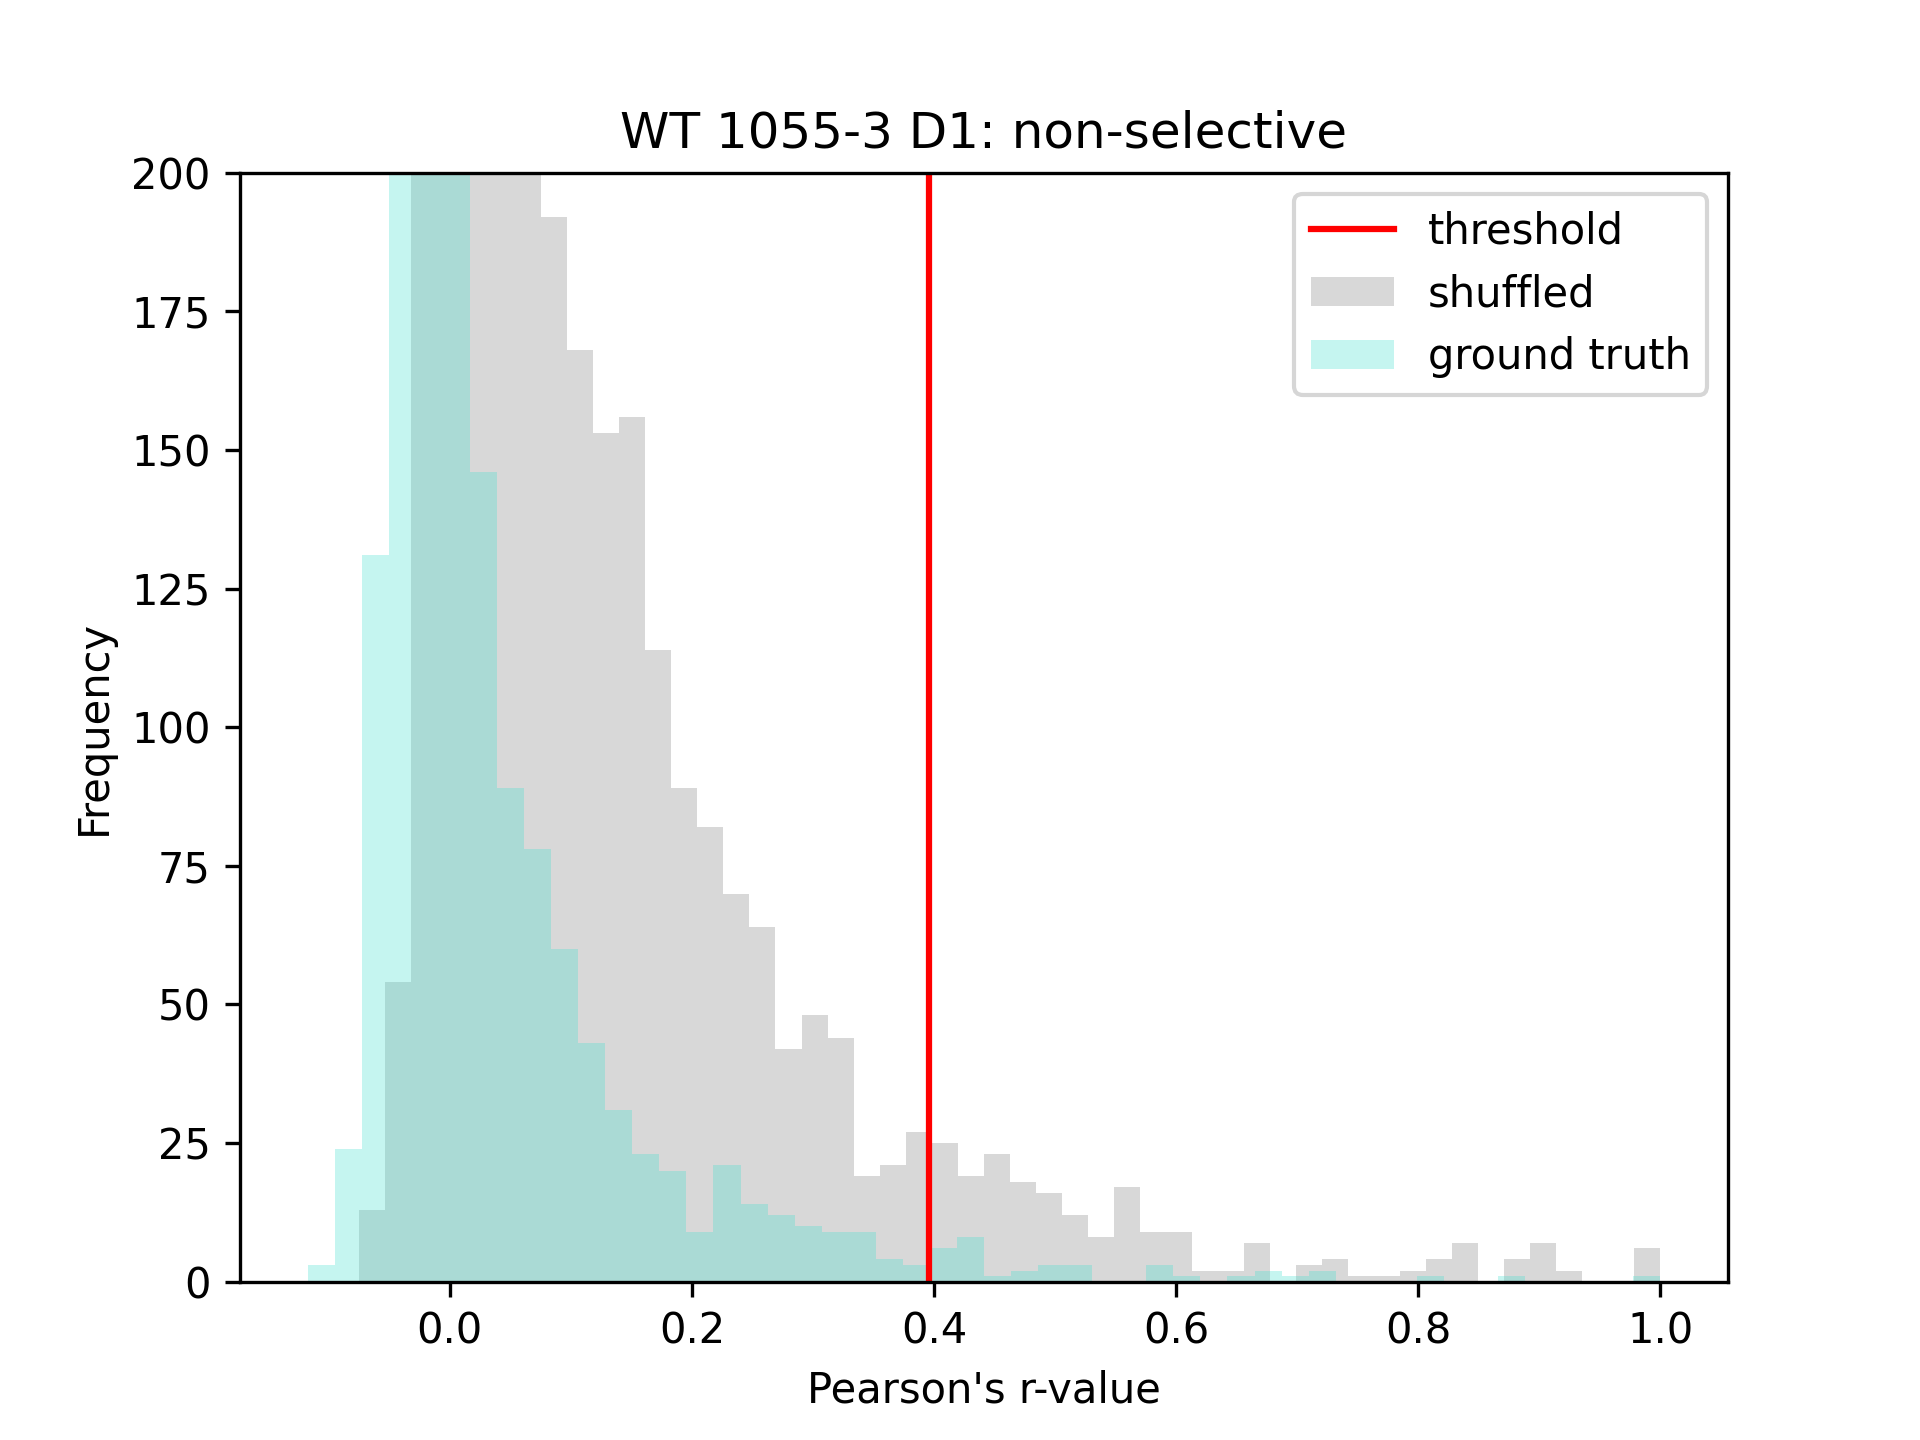 WT 1055-3 D1: non-selective
200
175
150
125
100
75
50
25
0
Frequency
threshold
shuffled
ground truth
0.0 0.2 0.4 0.6 0.8 1.0
Pearson's r-value